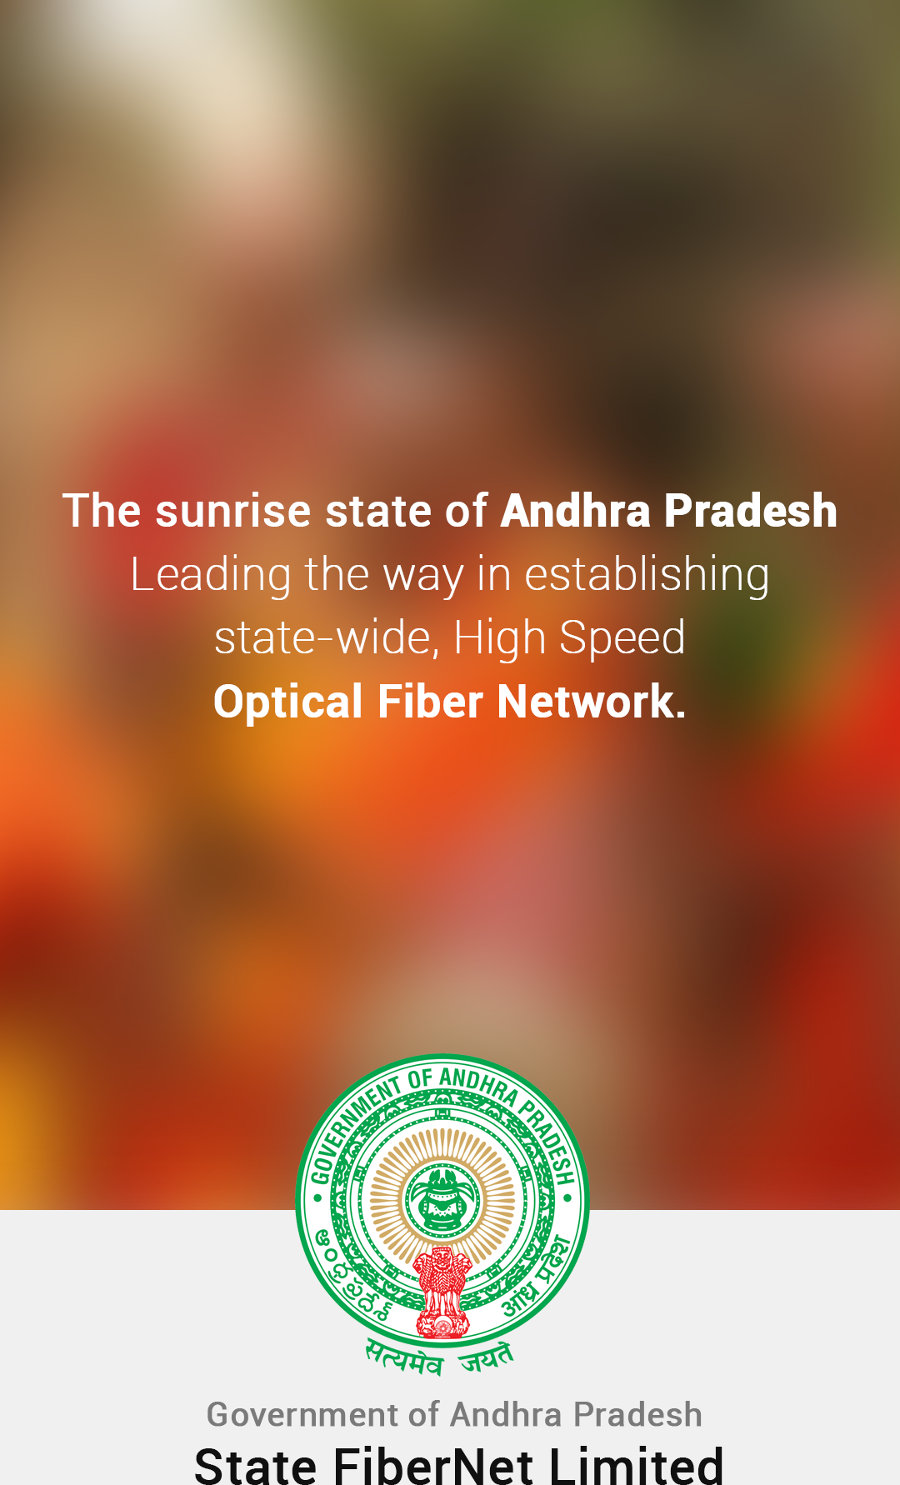 The sunrise state of Andhra Pradesh
Leading the way in establishing
state-wide, High Speed
Optical Fiber Network.
GOVERNMENT OF ANDHRA PRADESH
ఆంధ్రప్రదేశ్
आंध्र प्रदेश
सत्यमेव जयते
Government of Andhra Pradesh
State FiberNet Limited